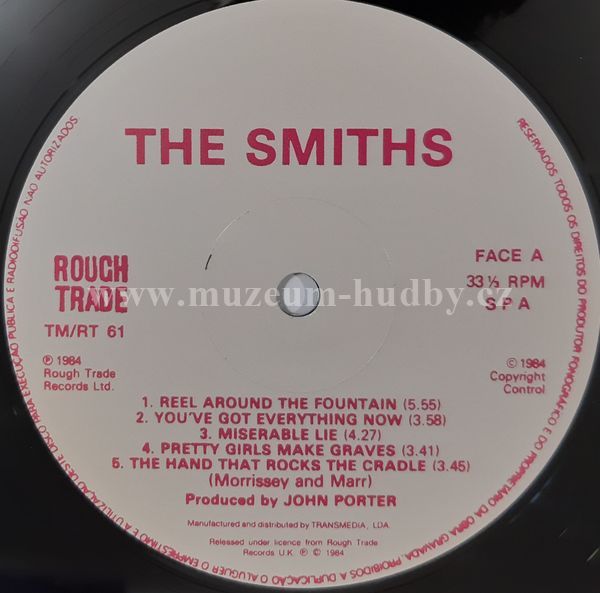 THE SMITHS
ROUGH TRADE
TM/RT 61
℗ 1984
Rough Trade
Records Ltd.
FACE A
33 ⅓ RPM
S P A
© 1984
Copyright
Control
www.muzeum-hudby.cz
1. REEL AROUND THE FOUNTAIN (5.55)
2. YOU'VE GOT EVERYTHING NOW (3.58)
3. MISERABLE LIE (4.27)
4. PRETTY GIRLS MAKE GRAVES (3.41)
5. THE HAND THAT ROCKS THE CRADLE (3.45)
(Morrissey and Marr)
Produced by JOHN PORTER
Manufactured and distributed by TRANSMEDIA, LDA.
Released under licence from Rough Trade
Records U.K ℗ © 1984
RESERVADOS TODOS OS DIREITOS DO PRODUTOR FONOGRÁFICO E DO PROPRIETÁRIO DA OBRA GRAVADA. PROIBIDOS A DUPLICAÇÃO O ALUGUER O EMPRÉSTIMO E A UTILIZAÇÃO DESTE DISCO PARA EXECUÇÃO PÚBLICA E RADIODIFUSÃO NÃO AUTORIZADOS